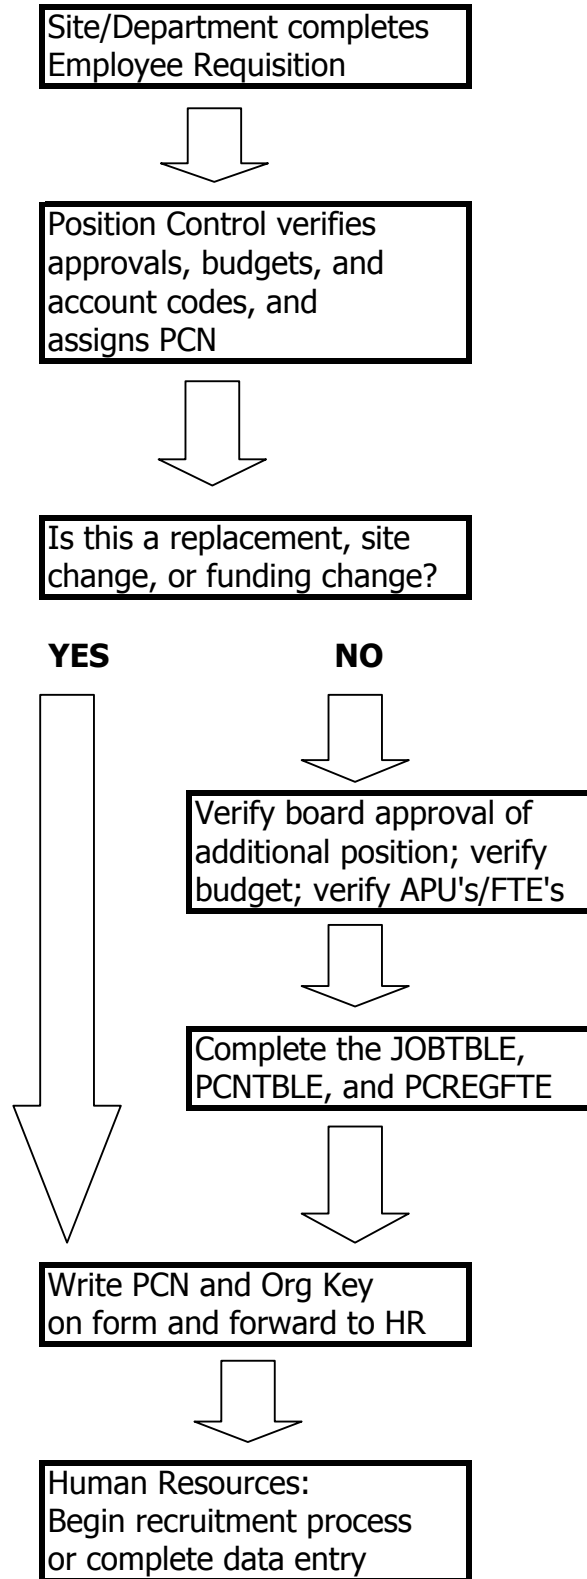 Site/Department completes
Employee Requisition
Position Control verifies
approvals, budgets, and
account codes, and
assigns PCN
Is this a replacement, site
change, or funding change?
YES NO
Verify board approval of
additional position; verify
budget; verify APU's/FTE's
Complete the JOBTBLE,
PCNTBLE, and PCREGFTE
Write PCN and Org Key
on form and forward to HR
Human Resources:
Begin recruitment process
or complete data entry